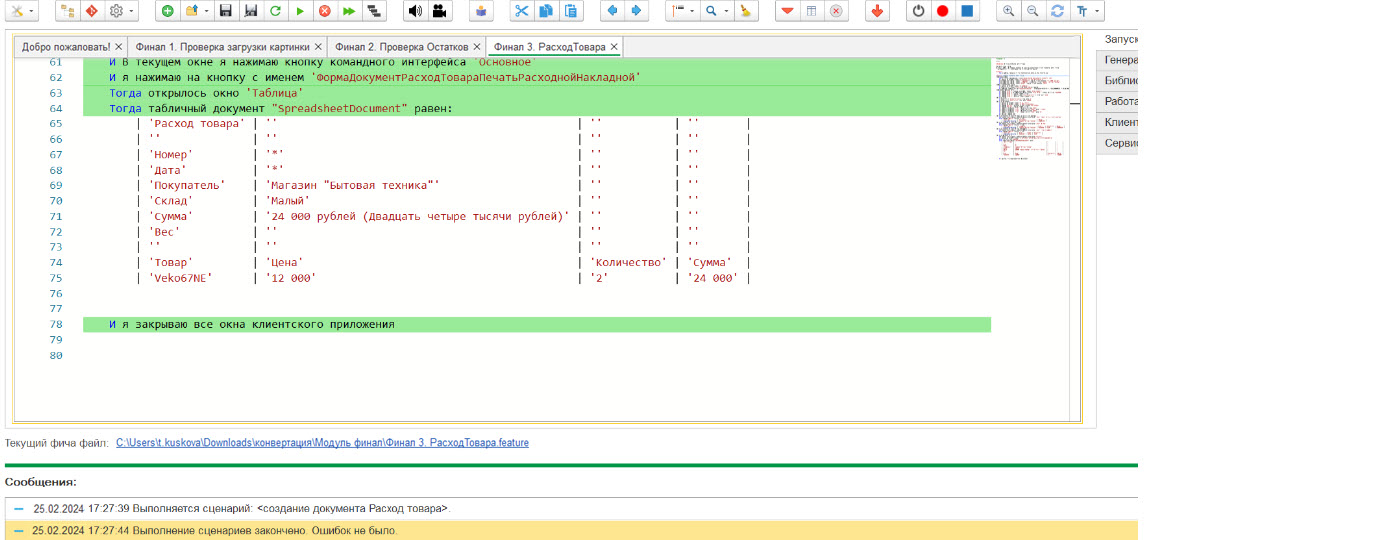 Добро пожаловать! Финал 1. Проверка загрузки картинки Финал 2. Проверка Остатков Финал 3. РасходТовара
Запуск
Генера
Библис
Работа
Клиент
Сервис
61 И В текущем окне я нажимаю кнопку командного интерфейса 'Основное'
62 И я нажимаю на кнопку с именем 'ФормаДокументРасходТовараПечатьРасходнойНакладной'
63 Тогда открылось окно 'Таблица'
64 Тогда табличный документ "SpreadsheetDocument" равен:
65 | 'Расход товара' | '' | '' | '' |
66 | '' | '' | '' | '' |
67 | 'Номер' | '*' | '' | '' |
68 | 'Дата' | '*' | '' | '' |
69 | 'Покупатель' | 'Магазин "Бытовая техника"' | '' | '' |
70 | 'Склад' | 'Малый' | '' | '' |
71 | 'Сумма' | '24 000 рублей (Двадцать четыре тысячи рублей)' | '' | '' |
72 | 'Вес' | '' | '' | '' |
73 | '' | '' | '' | '' |
74 | 'Товар' | 'Цена' | 'Количество' | 'Сумма' |
75 | 'Veko67NE' | '12 000' | '2' | '24 000' |
76
77
78 И я закрываю все окна клиентского приложения
79
80
Текущий фича файл: C:\Users\t.kuskova\Downloads\конвертация\Модуль финал\Финал 3. РасходТовара.feature
Сообщения:
25.02.2024 17:27:39 Выполняется сценарий: <создание документа Расход товара>.
25.02.2024 17:27:44 Выполнение сценариев закончено. Ошибок не было.